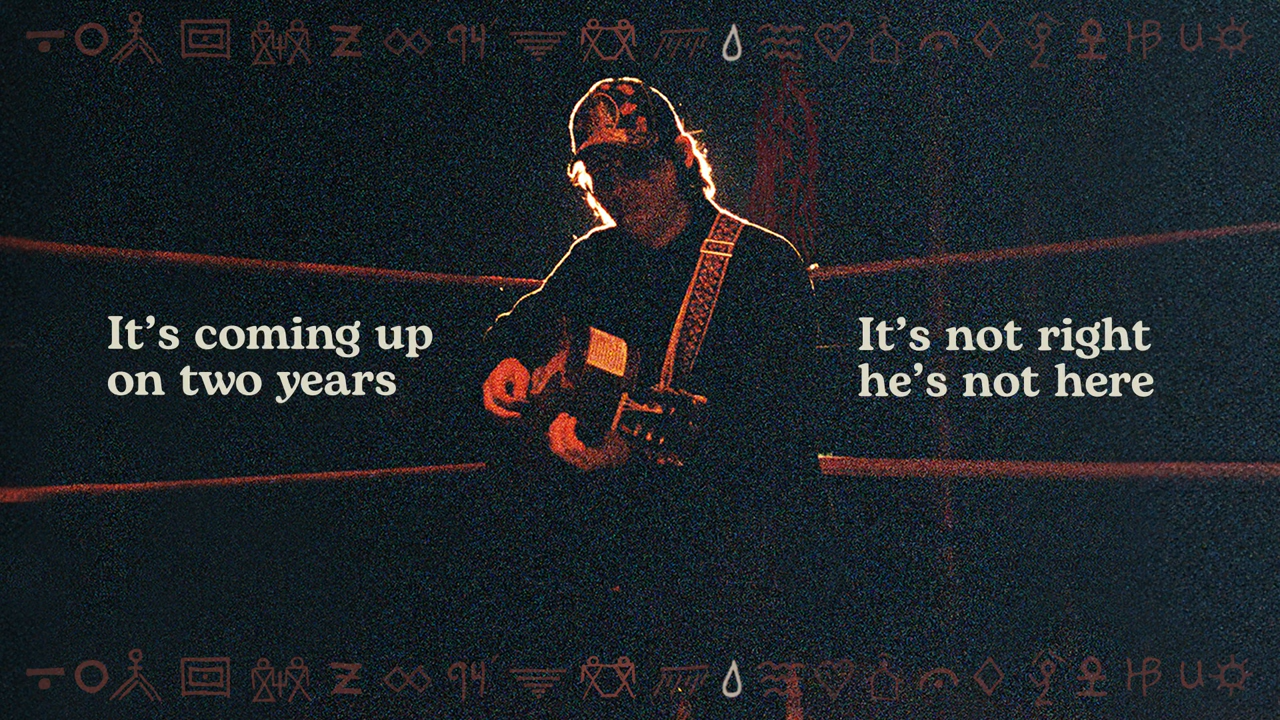 It's coming up
on two years
It's not right
he's not here